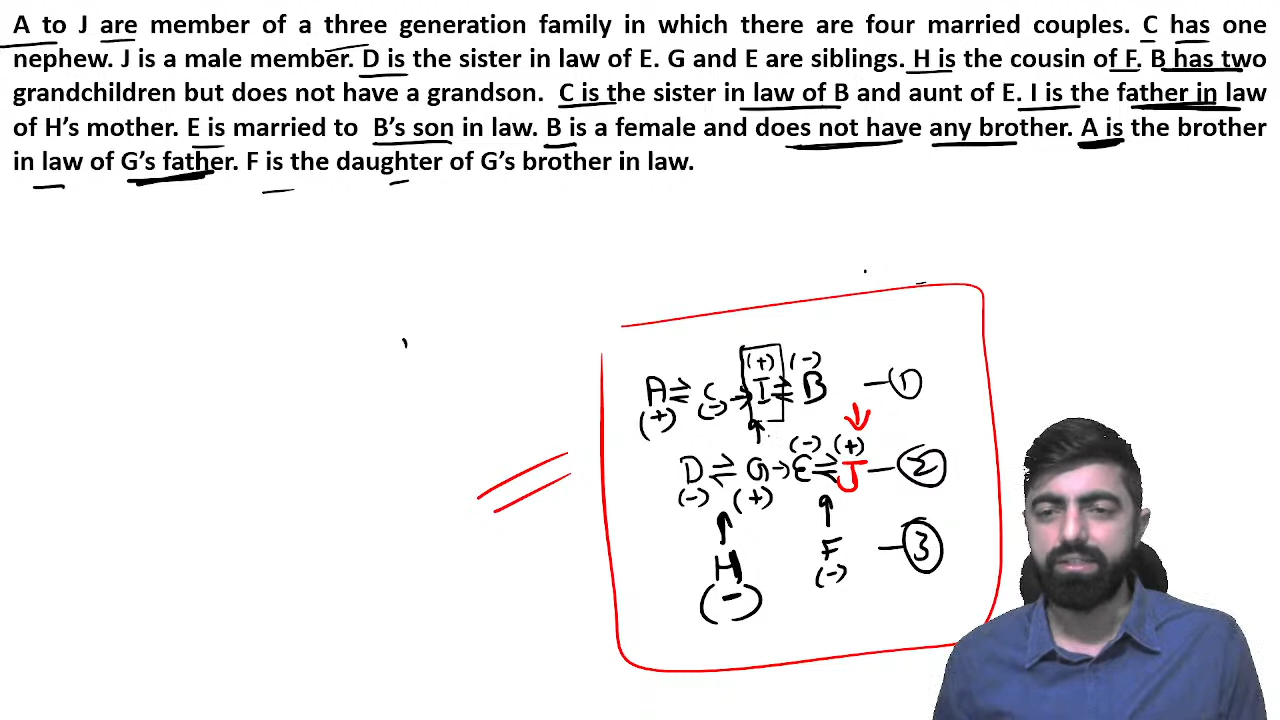 A to J are member of a three generation family in which there are four married couples. C has one
nephew. J is a male member. D is the sister in law of E. G and E are siblings. H is the cousin of F. B has two
grandchildren but does not have a grandson. C is the sister in law of B and aunt of E. I is the father in law
of H's mother. E is married to B's son in law. B is a female and does not have any brother. A is the brother
in law of G's father. F is the daughter of G's brother in law.
(+) (-)
A ⇌ C → I ⇌ B — 1
(+) (-)
(-) (+)
D ⇌ G → E ⇌ J — 2
(-) (+)
H F — 3
(-) (-)